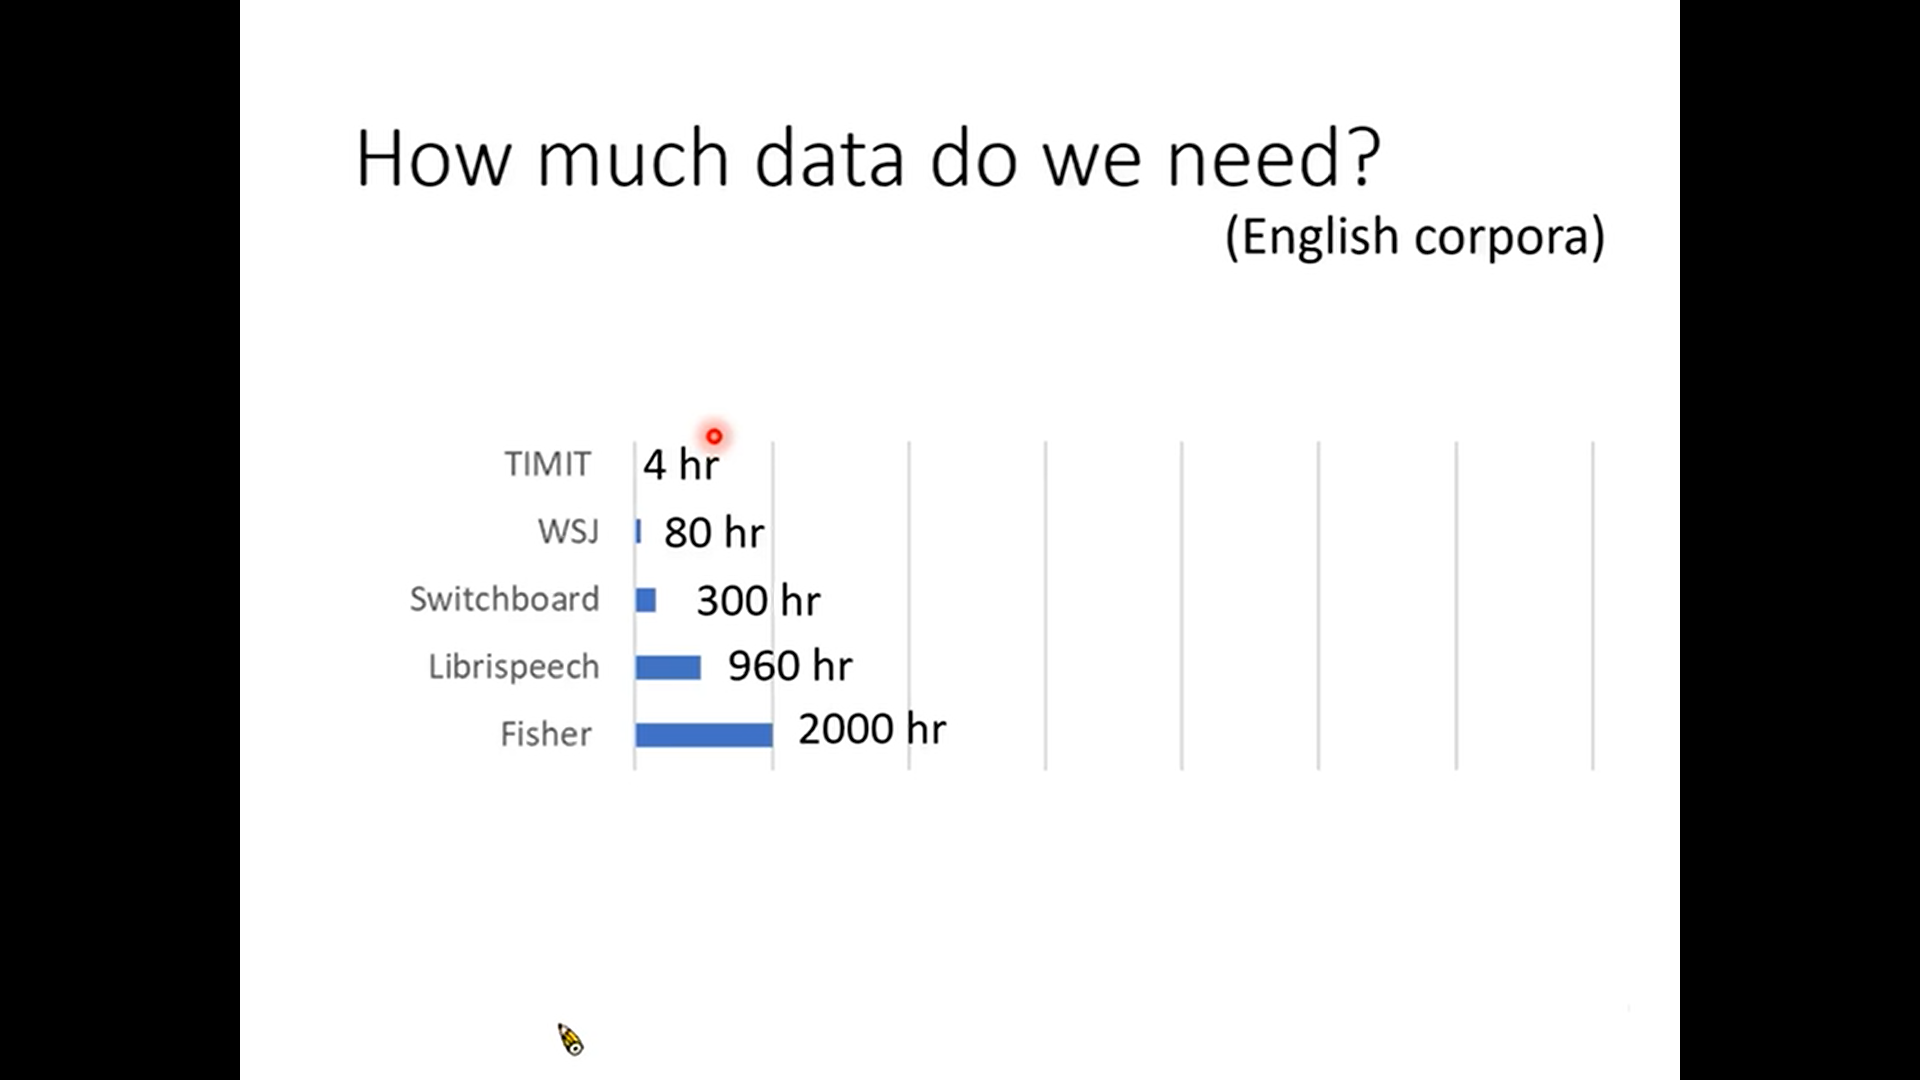 How much data do we need?
(English corpora)
TIMIT 4 hr
WSJ 80 hr
Switchboard 300 hr
Librispeech 960 hr
Fisher 2000 hr